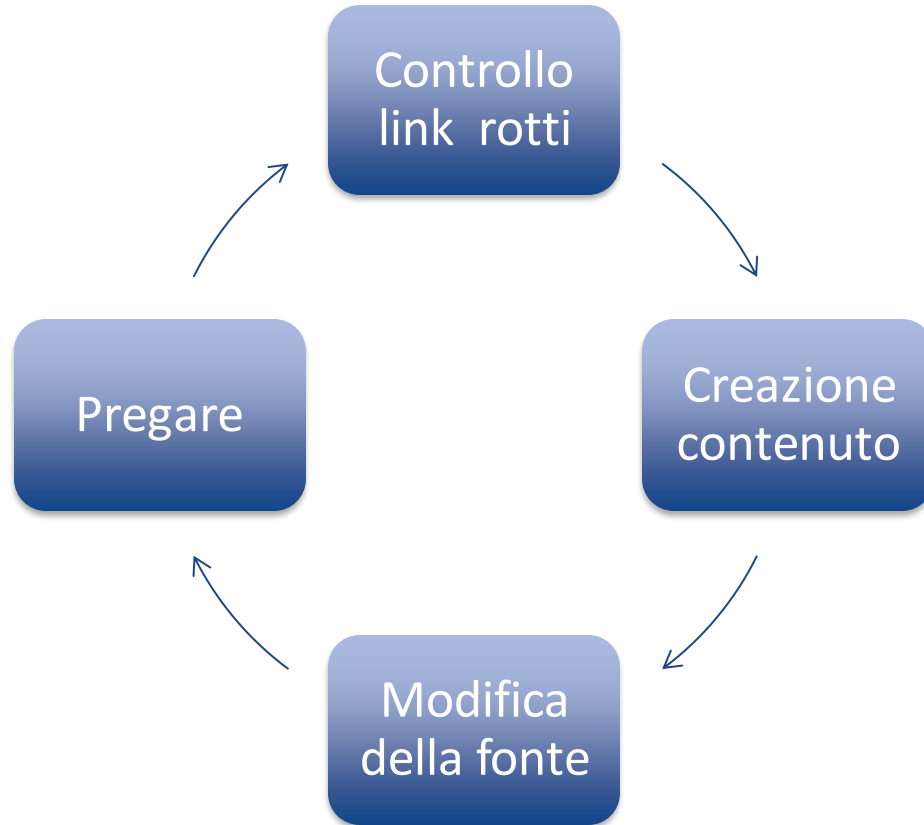 Controllo
link rotti
Creazione
contenuto
Modifica
della fonte
Pregare